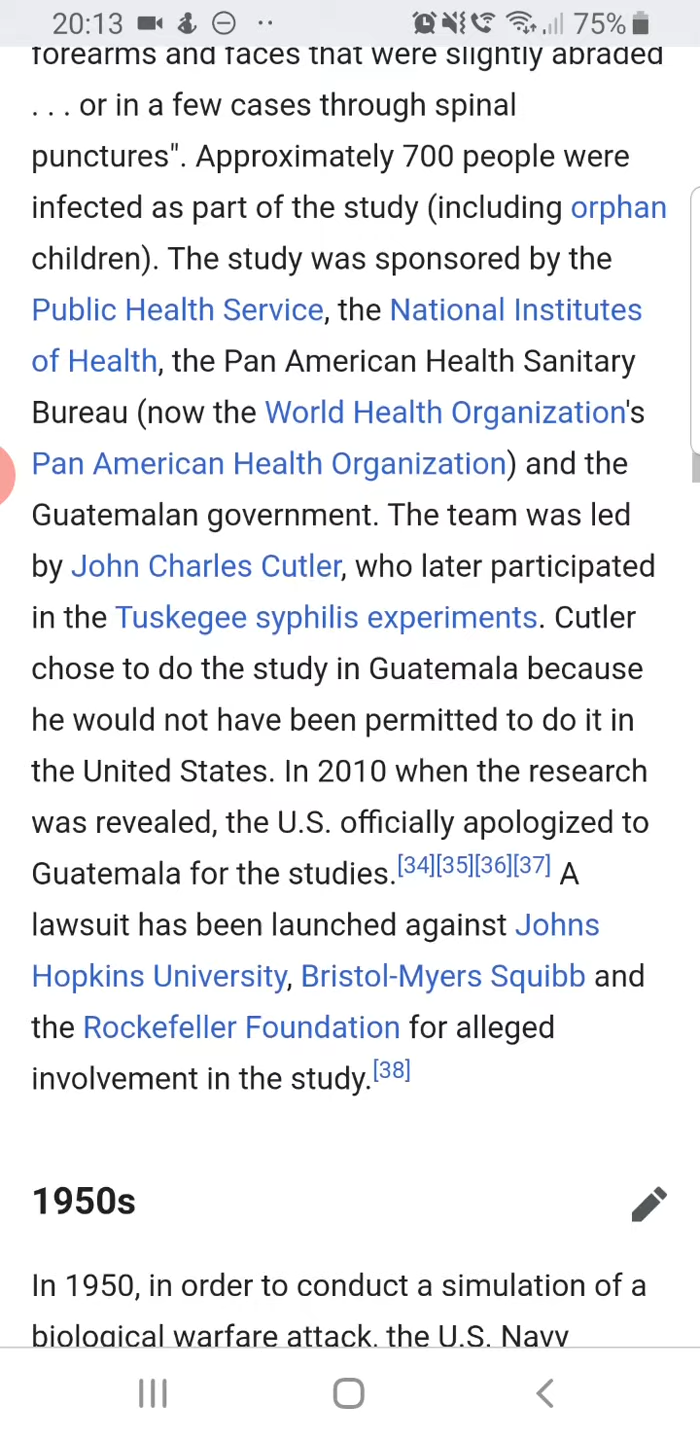 20:13
75%
forearms and faces that were slightly abraded
. . . or in a few cases through spinal
punctures". Approximately 700 people were
infected as part of the study (including orphan
children). The study was sponsored by the
Public Health Service, the National Institutes
of Health, the Pan American Health Sanitary
Bureau (now the World Health Organization's
Pan American Health Organization) and the
Guatemalan government. The team was led
by John Charles Cutler, who later participated
in the Tuskegee syphilis experiments. Cutler
chose to do the study in Guatemala because
he would not have been permitted to do it in
the United States. In 2010 when the research
was revealed, the U.S. officially apologized to
Guatemala for the studies.[34][35][36][37] A
lawsuit has been launched against Johns
Hopkins University, Bristol-Myers Squibb and
the Rockefeller Foundation for alleged
involvement in the study.[38]
1950s
In 1950, in order to conduct a simulation of a
biological warfare attack, the U.S. Navy